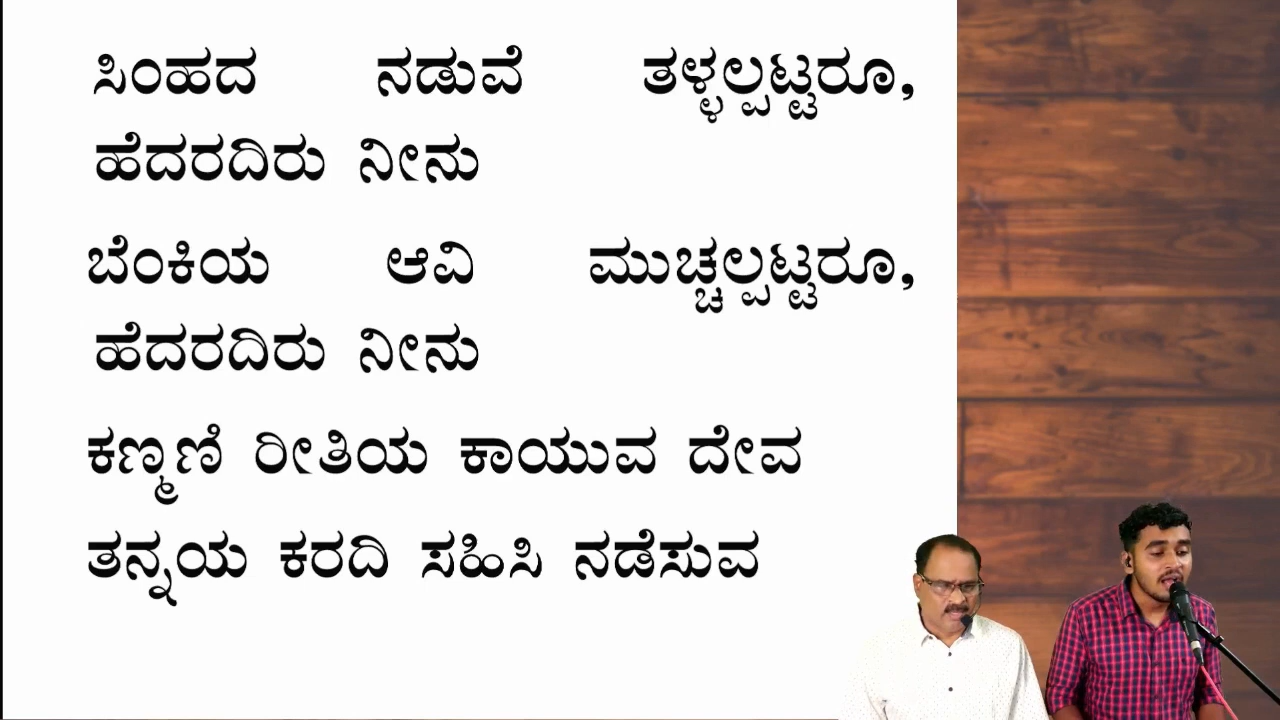 ಸಿಂಹದ ನಡುವೆ ತಳ್ಳಲ್ಪಟ್ಟರೂ,
ಹೆದರದಿರು ನೀನು
ಬೆಂಕಿಯ ಆವಿ ಮುಚ್ಚಲ್ಪಟ್ಟರೂ,
ಹೆದರದಿರು ನೀನು
ಕಣ್ಮಣಿ ರೀತಿಯ ಕಾಯುವ ದೇವ
ತನ್ನಯ ಕರದಿ ಸಹಿಸಿ ನಡೆಸುವ